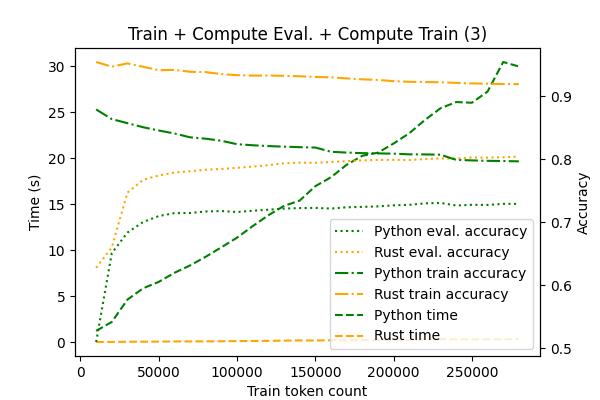 Train + Compute Eval. + Compute Train (3)
30
25
20
15
10
5
0
Time (s)
0.9
0.8
0.7
0.6
0.5
Accuracy
Python eval. accuracy
Rust eval. accuracy
Python train accuracy
Rust train accuracy
Python time
Rust time
0 50000 100000 150000 200000 250000
Train token count